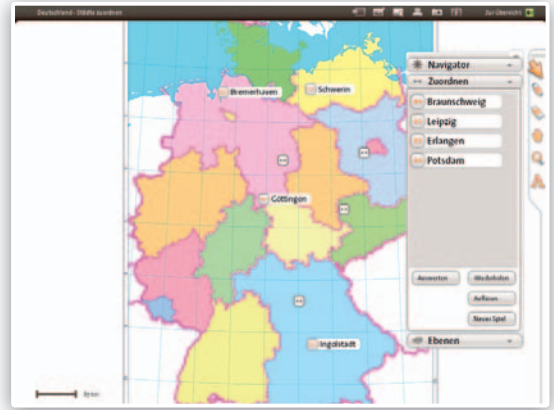 Deutschland - Städte zuordnen
Zur Übersicht
Navigator
Zuordnen
Bremerhaven
Schwerin
Braunschweig
Leipzig
Erlangen
Potsdam
Göttingen
Auswerten
Wiederholen
Auflösen
Neues Spiel
Ingolstadt
Ebenen